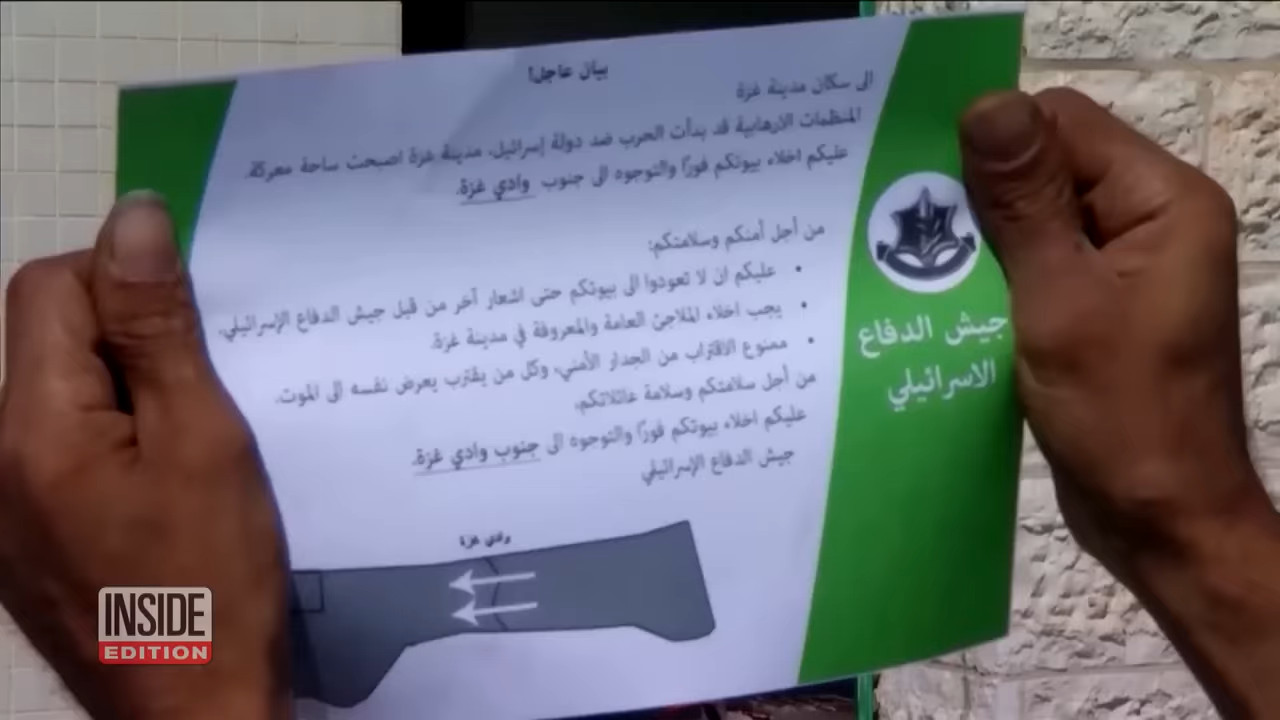 بيان عاجل!
الى سكان مدينة غزة
المنظمات الارهابية قد بدأت الحرب ضد دولة إسرائيل، مدينة غزة اصبحت ساحة معركة.
عليكم اخلاء بيوتكم فورًا والتوجوه الى جنوب وادي غزة.
من أجل أمنكم وسلامتكم:
• عليكم ان لا تعودوا الى بيوتكم حتى اشعار آخر من قبل جيش الدفاع الإسرائيلي.
• يجب اخلاء الملاجئ العامة والمعروفة في مدينة غزة.
• ممنوع الاقتراب من الجدار الأمني، وكل من يقترب يعرض نفسه الى الموت.
من أجل سلامتكم وسلامة عائلاتكم،
عليكم اخلاء بيوتكم فورًا والتوجوه الى جنوب وادي غزة.
جيش الدفاع الإسرائيلي
وادي غزة
جيش الدفاع
الاسرائيلي
INSIDE
EDITION